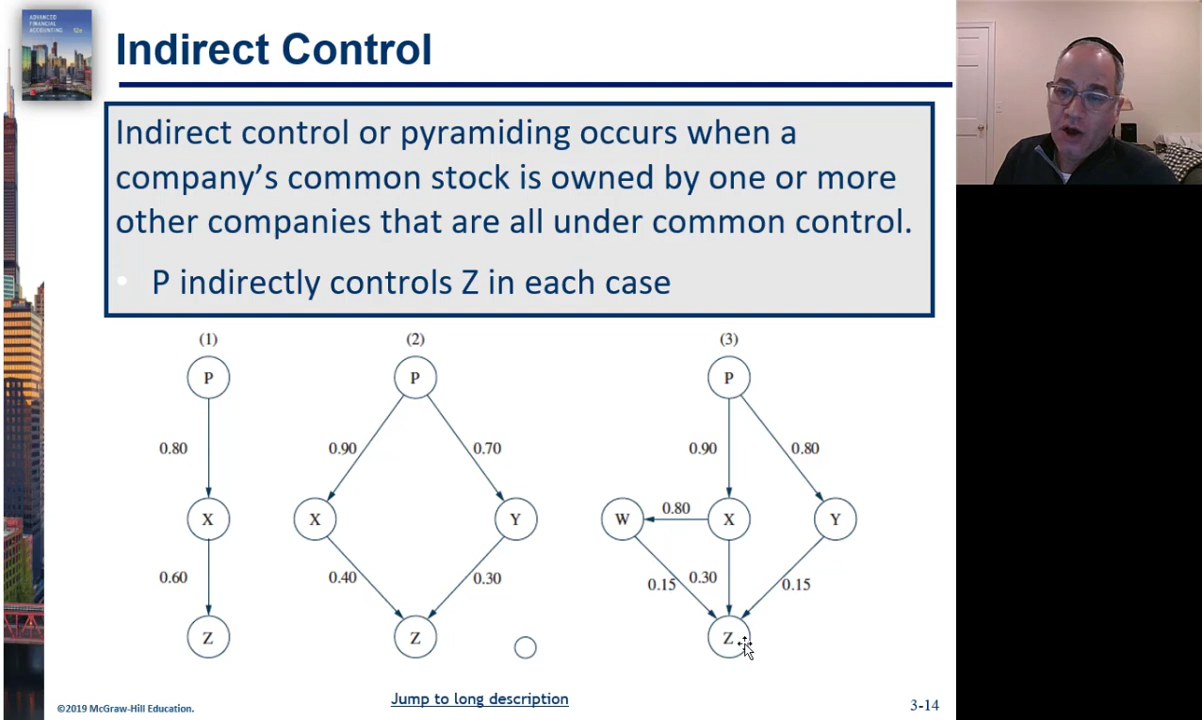 ADVANCED
FINANCIAL
ACCOUNTING
12e
Indirect Control
Indirect control or pyramiding occurs when a
company's common stock is owned by one or more
other companies that are all under common control.
• P indirectly controls Z in each case
(1)
P
0.80
X
0.60
Z
(2)
P
0.90
0.70
X
Y
0.40
0.30
Z
(3)
P
0.90
0.80
W
0.80
X
Y
0.15
0.30
0.15
Z
Jump to long description
©2019 McGraw-Hill Education.
3-14